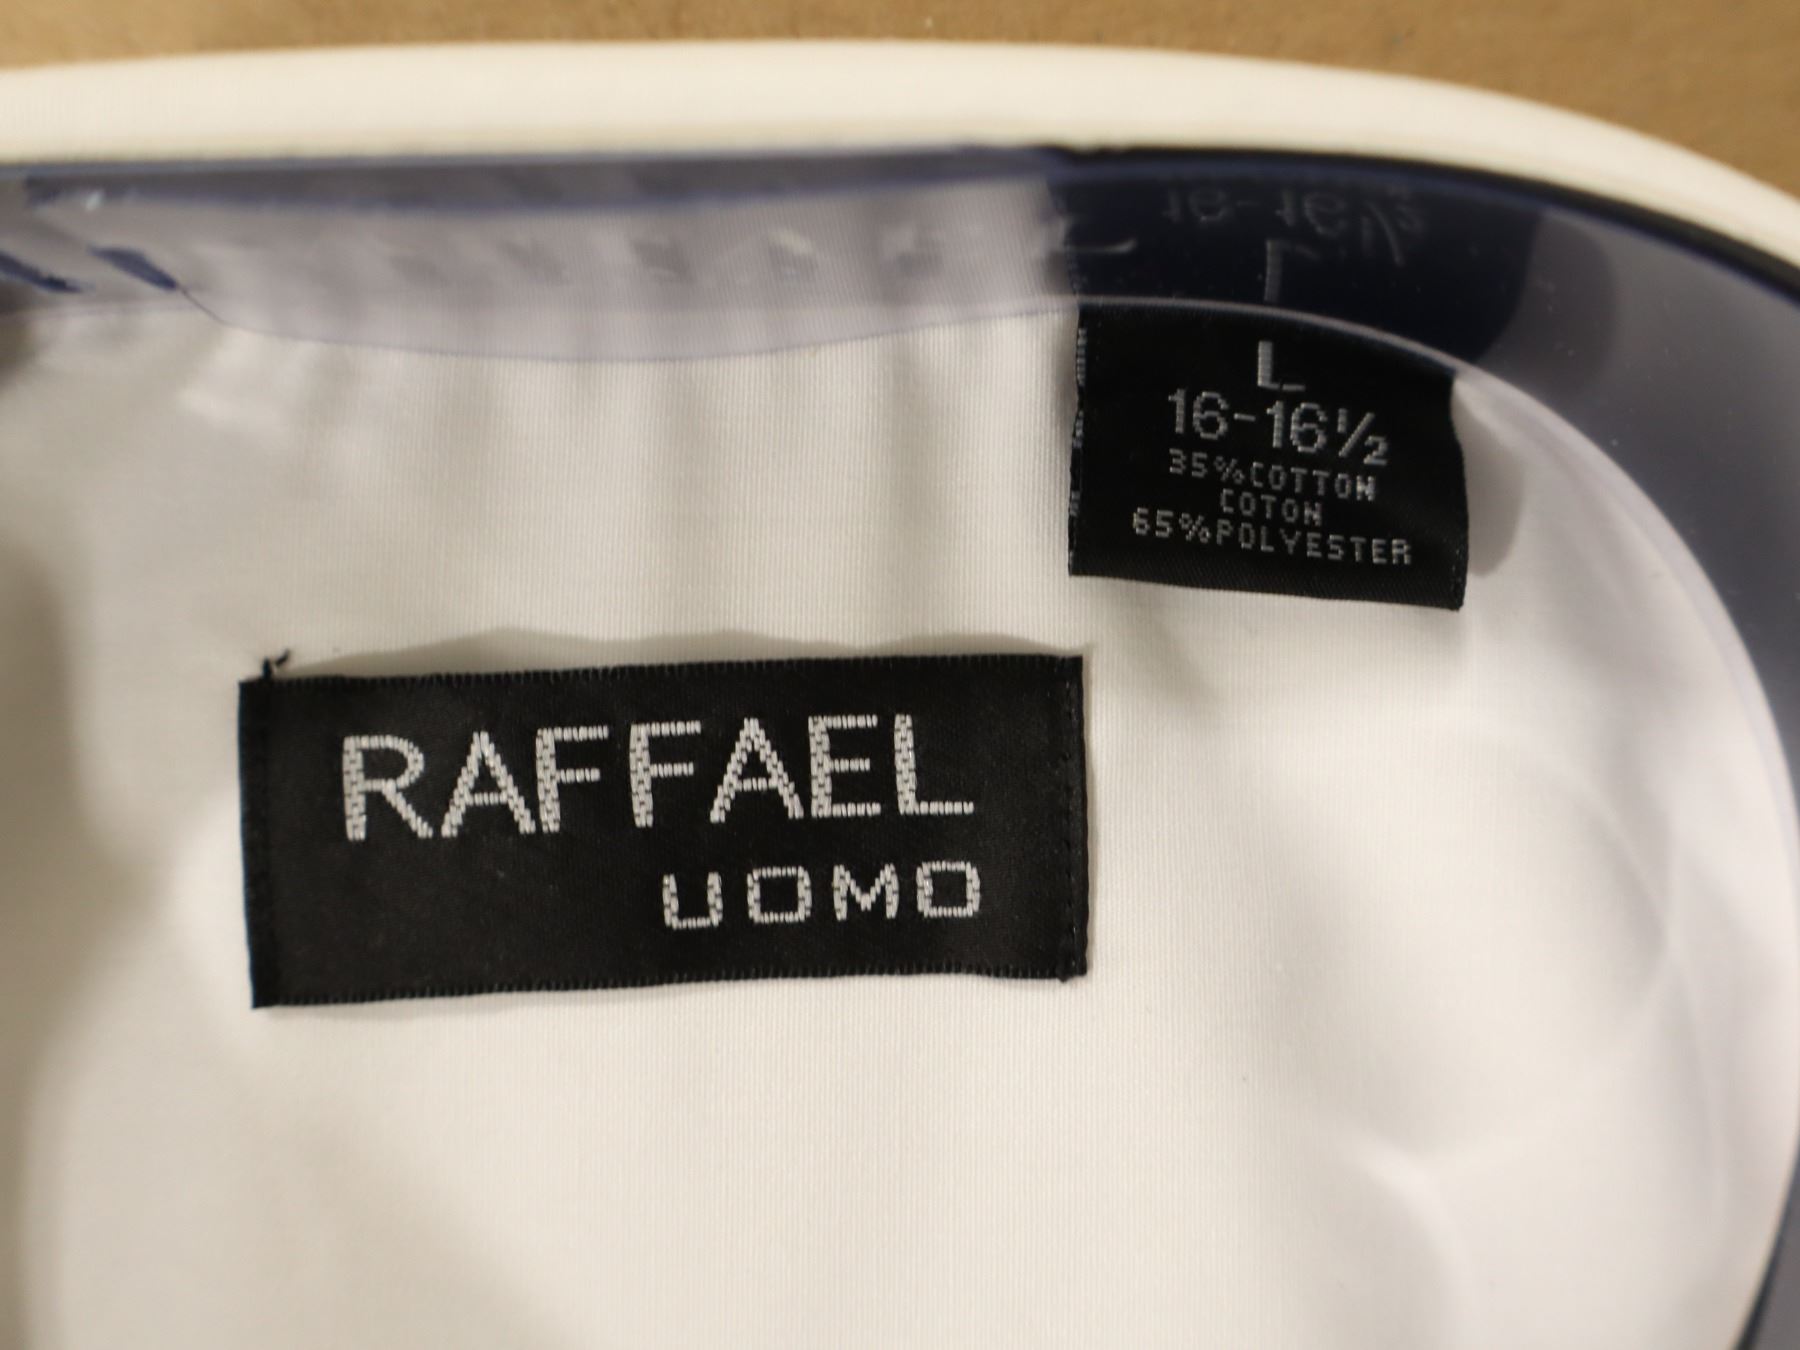 L
16-16½
35%COTTON
COTON
65%POLYESTER
RAFFAEL
UOMO